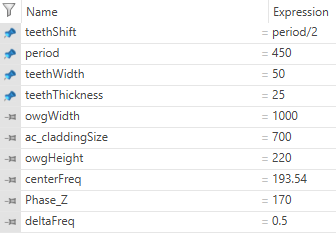 Name Expression
teethShift = period/2
period = 450
teethWidth = 50
teethThickness = 25
owgWidth = 1000
ac_claddingSize = 700
owgHeight = 220
centerFreq = 193.54
Phase_Z = 170
deltaFreq = 0.5